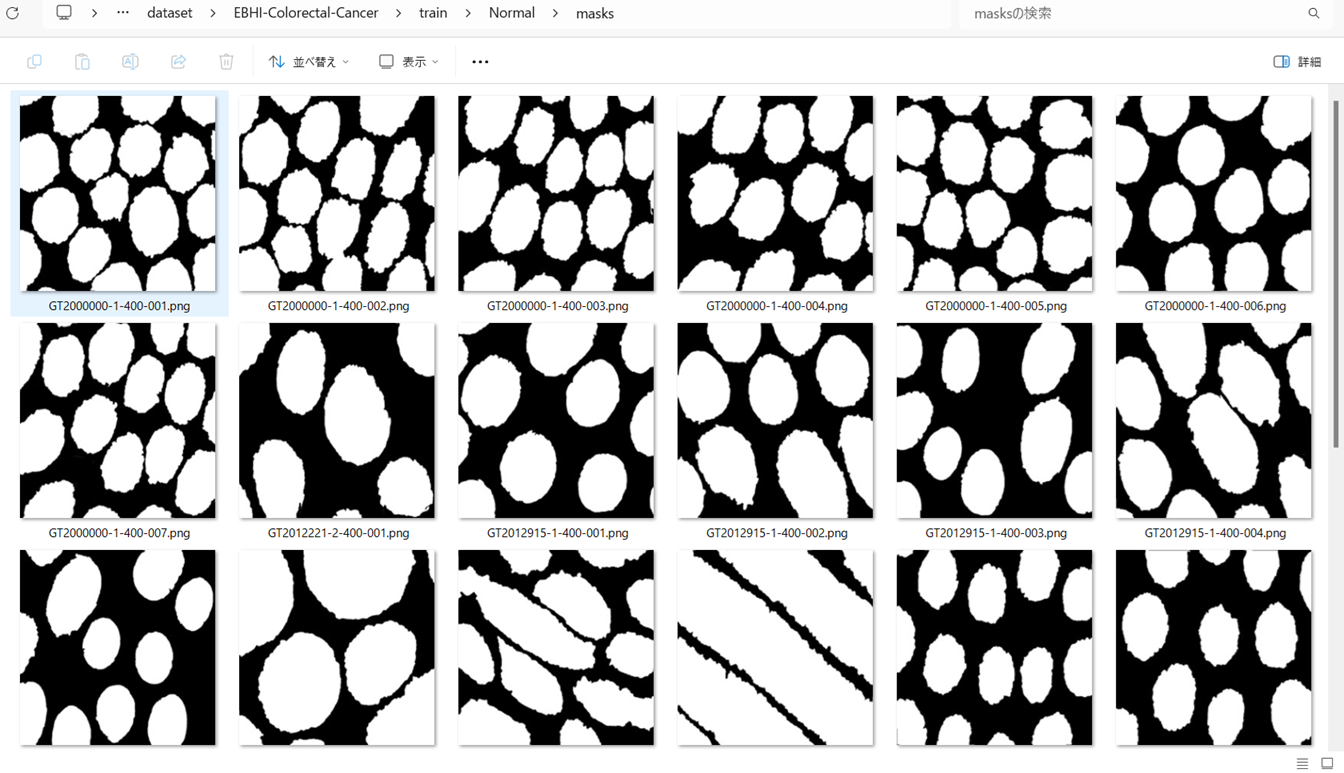 dataset > EBHI-Colorectal-Cancer > train > Normal > masks
masksの検索
並べ替え
表示
詳細
GT2000000-1-400-001.png
GT2000000-1-400-002.png
GT2000000-1-400-003.png
GT2000000-1-400-004.png
GT2000000-1-400-005.png
GT2000000-1-400-006.png
GT2000000-1-400-007.png
GT2012221-2-400-001.png
GT2012915-1-400-001.png
GT2012915-1-400-002.png
GT2012915-1-400-003.png
GT2012915-1-400-004.png